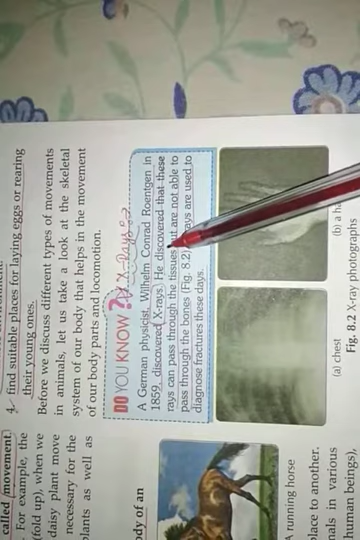 4. find suitable places for laying eggs or rearing
their young ones.
Before we discuss different types of movements
in animals, let us take a look at the skeletal
system of our body that helps in the movement
of our body parts and locomotion.
DO YOU KNOW?
X-Rays
A German physicist, Wilhelm Conrad Roentgen in
1859, discovered X-rays. He discovered that these
rays can pass through the tissues but are not able to
pass through the bones (Fig. 8.2).
ays are used to
diagnose fractures these days.
(a) chest
(b) a ha
Fig. 8.2 X-ray photographs
called movement.
For example, the
(fold up), when we
daisy plant move
necessary for the
plants as well as
ody of an
A running horse
place to another.
nals in various
human beings),